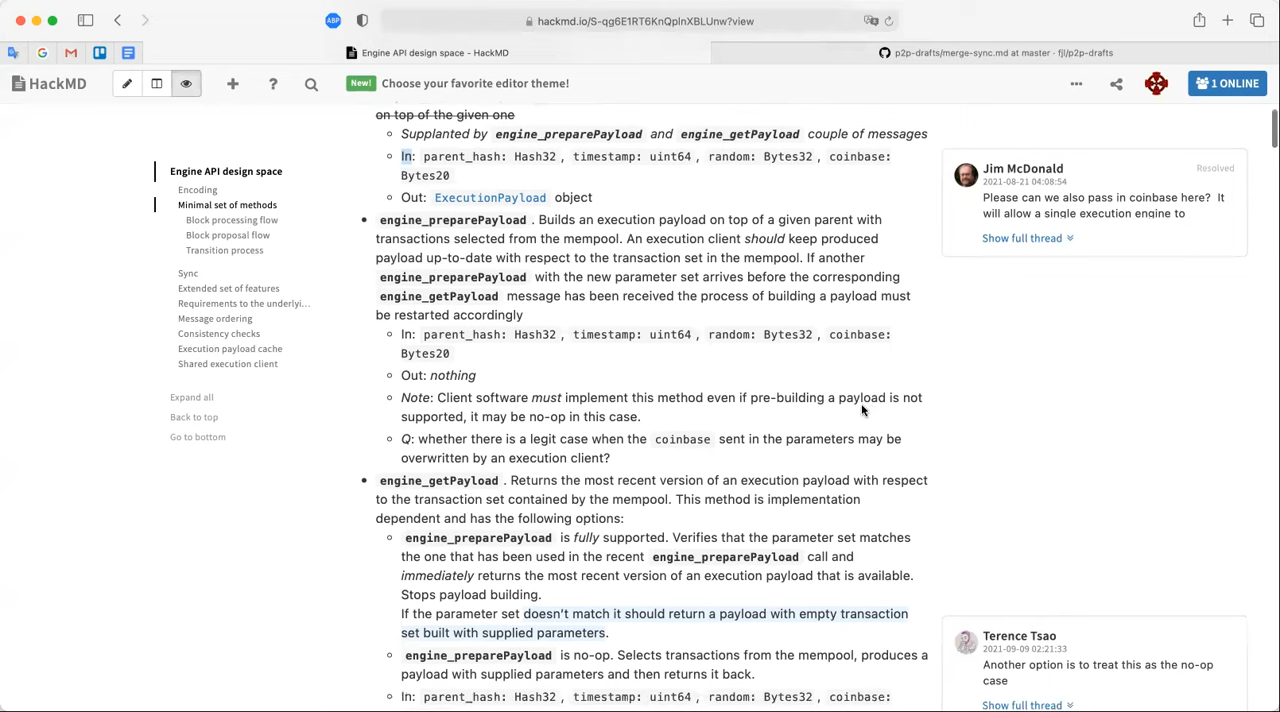 ABP
hackmd.io/S-qg6E1RT6KnQplnXBLUnw?view
Engine API design space - HackMD
p2p-drafts/merge-sync.md at master · fjl/p2p-drafts
HackMD
New!
Choose your favorite editor theme!
1 ONLINE
Engine API design space
Encoding
Minimal set of methods
Block processing flow
Block proposal flow
Transition process
Sync
Extended set of features
Requirements to the underlyi...
Message ordering
Consistency checks
Execution payload cache
Shared execution client
Expand all
Back to top
Go to bottom
on top of the given one
Supplanted by engine_preparePayload and engine_getPayload couple of messages
In: parent_hash: Hash32 , timestamp: uint64 , random: Bytes32 , coinbase:
Bytes20
Out: ExecutionPayload object
engine_preparePayload . Builds an execution payload on top of a given parent with
transactions selected from the mempool. An execution client should keep produced
payload up-to-date with respect to the transaction set in the mempool. If another
engine_preparePayload with the new parameter set arrives before the corresponding
engine_getPayload message has been received the process of building a payload must
be restarted accordingly
In: parent_hash: Hash32 , timestamp: uint64 , random: Bytes32 , coinbase:
Bytes20
Out: nothing
Note: Client software must implement this method even if pre-building a payload is not
supported, it may be no-op in this case.
Q: whether there is a legit case when the coinbase sent in the parameters may be
overwritten by an execution client?
engine_getPayload . Returns the most recent version of an execution payload with respect
to the transaction set contained by the mempool. This method is implementation
dependent and has the following options:
engine_preparePayload is fully supported. Verifies that the parameter set matches
the one that has been used in the recent engine_preparePayload call and
immediately returns the most recent version of an execution payload that is available.
Stops payload building.
If the parameter set doesn't match it should return a payload with empty transaction
set built with supplied parameters.
engine_preparePayload is no-op. Selects transactions from the mempool, produces a
payload with supplied parameters and then returns it back.
In: parent_hash: Hash32 , timestamp: uint64 , random: Bytes32 , coinbase:
Jim McDonald
Resolved
2021-08-21 04:08:54
Please can we also pass in coinbase here? It
will allow a single execution engine to
Show full thread
Terence Tsao
2021-09-09 02:21:33
Another option is to treat this as the no-op
case
Show full thread